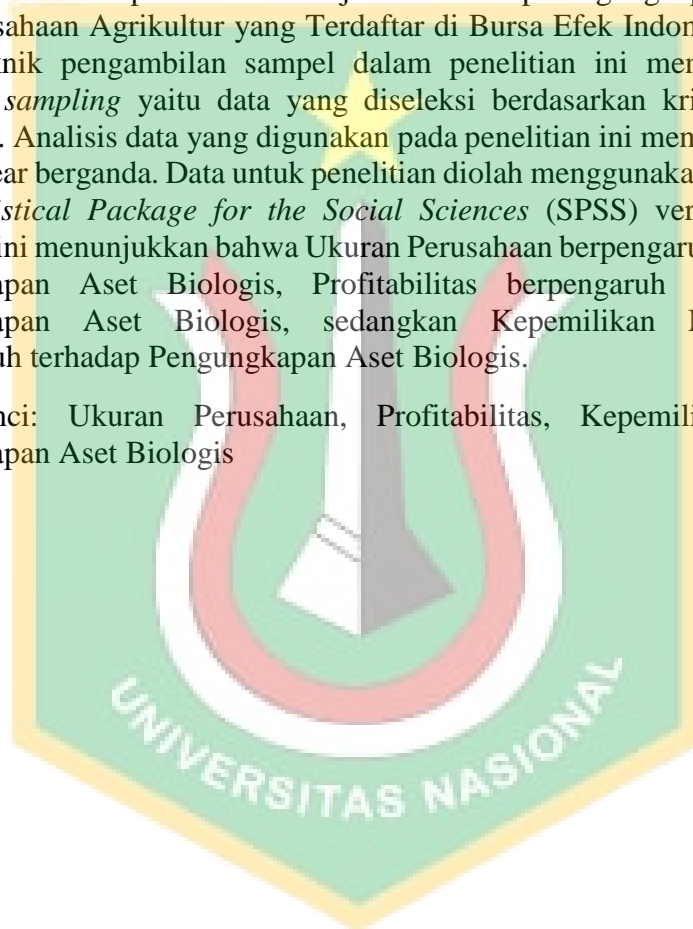 sahaan Agrikultur yang Terdaftar di Bursa Efek Indon
knik pengambilan sampel dalam penelitian ini men
sampling yaitu data yang diseleksi berdasarkan kri
. Analisis data yang digunakan pada penelitian ini men
ear berganda. Data untuk penelitian diolah menggunaka
istical Package for the Social Sciences (SPSS) ver
ini menunjukkan bahwa Ukuran Perusahaan berpengaru
apan Aset Biologis, Profitabilitas berpengaruh
apan Aset Biologis, sedangkan Kepemilikan
uh terhadap Pengungkapan Aset Biologis.
nci: Ukuran Perusahaan, Profitabilitas, Kepemili
apan Aset Biologis
UNIVERSITAS NASIONAL